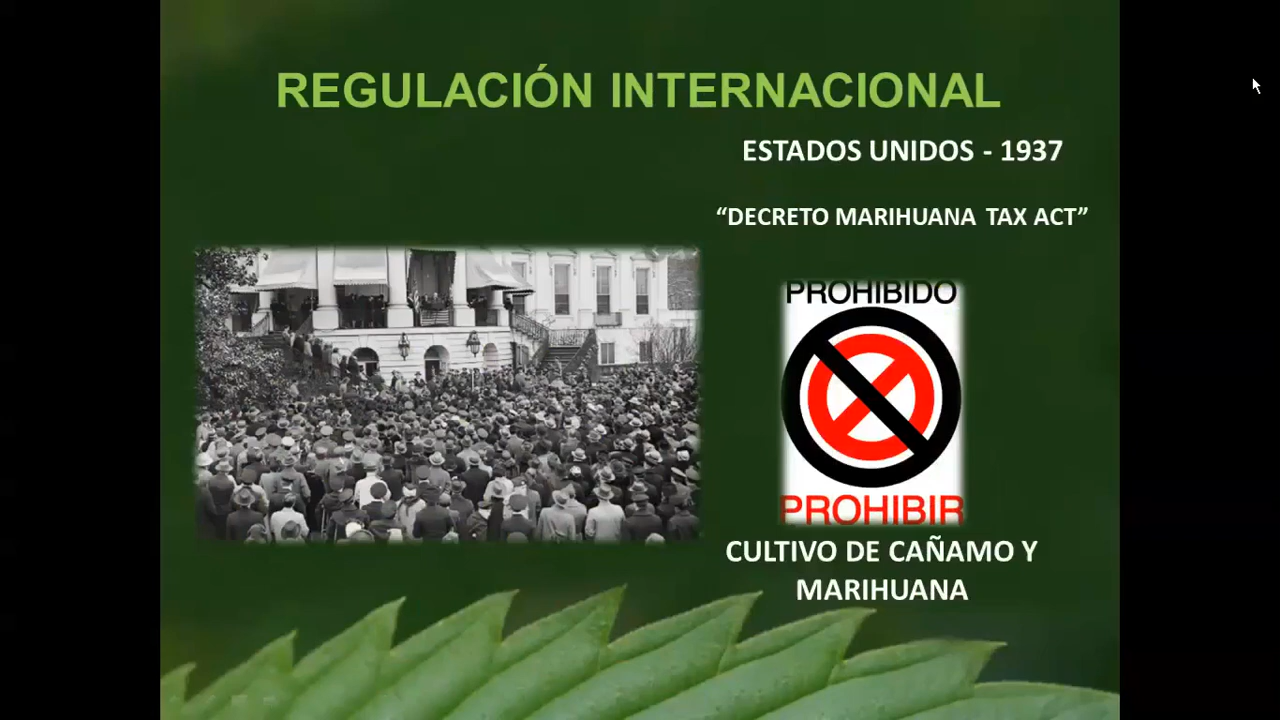 REGULACIÓN INTERNACIONAL
ESTADOS UNIDOS - 1937
“DECRETO MARIHUANA TAX ACT”
PROHIBIDO
PROHIBIR
CULTIVO DE CAÑAMO Y
MARIHUANA